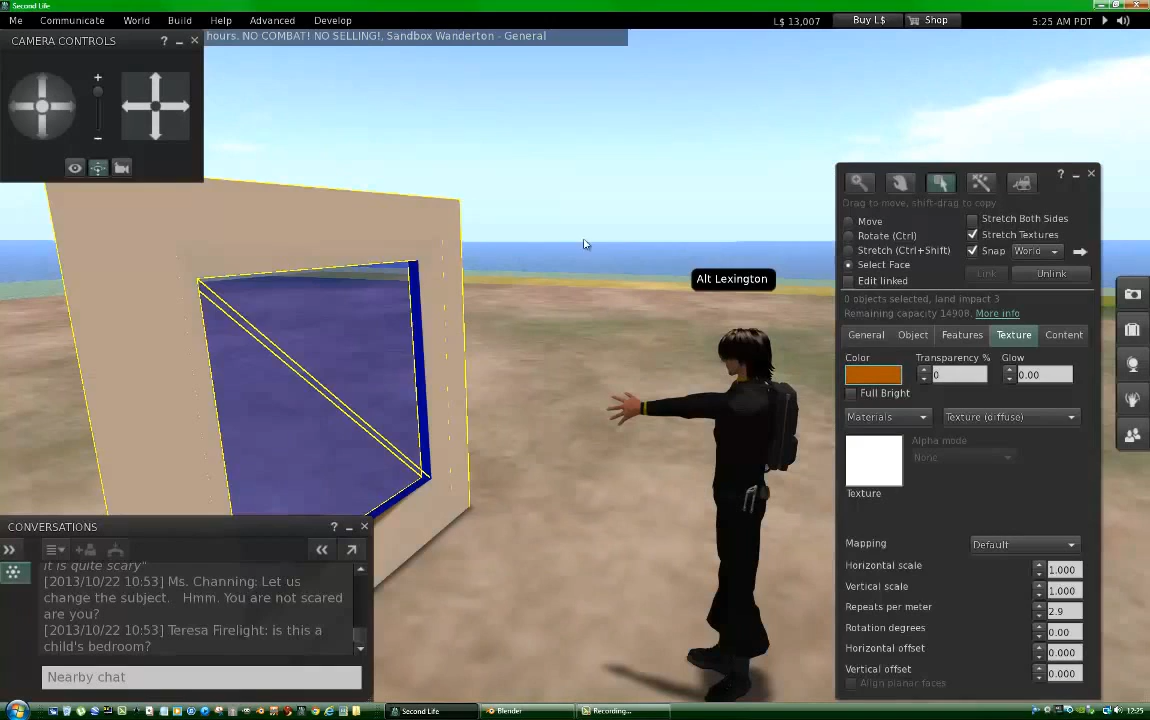 Second Life
Me Communicate World Build Help Advanced Develop L$ 13,007 Buy L$ Shop 5:25 AM PDT
hours. NO COMBAT! NO SELLING!, Sandbox Wanderton - General
CAMERA CONTROLS ?
Drag to move, shift-drag to copy
Move
Rotate (Ctrl)
Stretch (Ctrl+Shift)
Select Face
Edit linked
Stretch Both Sides
Stretch Textures
Snap World
Link Unlink
Alt Lexington
0 objects selected, land impact 3
Remaining capacity 14908. More info
General Object Features Texture Content
Color Transparency % Glow
0 0.00
Full Bright
Materials Texture (diffuse)
Alpha mode
None
Texture
Mapping Default
Horizontal scale 1.000
Vertical scale 1.000
Repeats per meter 2.9
Rotation degrees 0.00
Horizontal offset 0.000
Vertical offset 0.000
Align planar faces
CONVERSATIONS ?
it is quite scary"
[2013/10/22 10:53] Ms. Channing: Let us
change the subject. Hmm. You are not scared
are you?
[2013/10/22 10:53] Teresa Firelight: is this a
child's bedroom?
Nearby chat
Second Life Blender Recording... 12:25